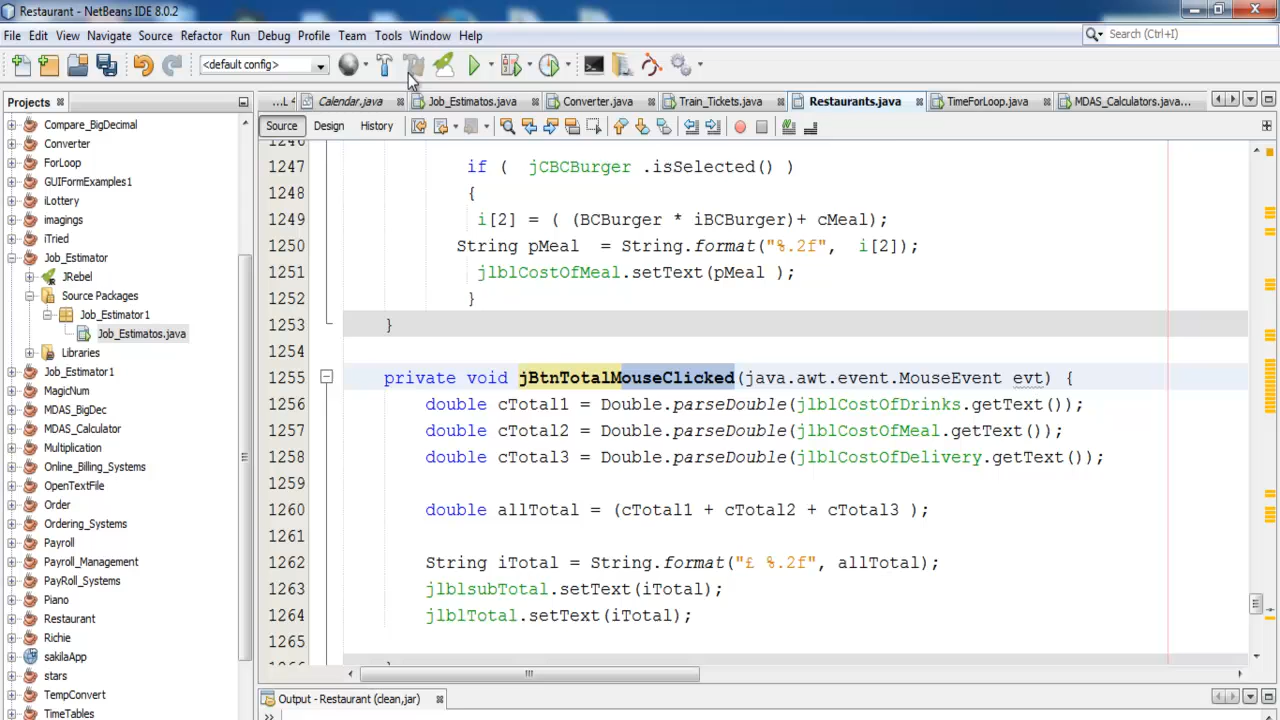 Restaurant - NetBeans IDE 8.0.2
File Edit View Navigate Source Refactor Run Debug Profile Team Tools Window Help
Search (Ctrl+I)
<default config>
Projects
...L 4 Calendar.java Job_Estimatos.java Converter.java Train_Tickets.java Restaurants.java TimeForLoop.java MDAS_Calculators.java...
Source Design History
Compare_BigDecimal
Converter
ForLoop
GUIFormExamples1
iLottery
imagings
iTried
Job_Estimator
JRebel
Source Packages
Job_Estimator1
Job_Estimatos.java
Libraries
Job_Estimator1
MagicNum
MDAS_BigDec
MDAS_Calculator
Multiplication
Online_Billing_Systems
OpenTextFile
Order
Ordering_Systems
Payroll
Payroll_Management
PayRoll_Systems
Piano
Restaurant
Richie
sakilaApp
stars
TempConvert
TimeTables
1246
1247 if ( jCBCBurger .isSelected() )
1248 {
1249 i[2] = ( (BCBurger * iBCBurger)+ cMeal);
1250 String pMeal = String.format("%.2f", i[2]);
1251 jlblCostOfMeal.setText(pMeal );
1252 }
1253 }
1254
1255 private void jBtnTotalMouseClicked(java.awt.event.MouseEvent evt) {
1256 double cTotal1 = Double.parseDouble(jlblCostOfDrinks.getText());
1257 double cTotal2 = Double.parseDouble(jlblCostOfMeal.getText());
1258 double cTotal3 = Double.parseDouble(jlblCostOfDelivery.getText());
1259
1260 double allTotal = (cTotal1 + cTotal2 + cTotal3 );
1261
1262 String iTotal = String.format("£ %.2f", allTotal);
1263 jlblsubTotal.setText(iTotal);
1264 jlblTotal.setText(iTotal);
1265
1266 }
Output - Restaurant (clean,jar)
>>